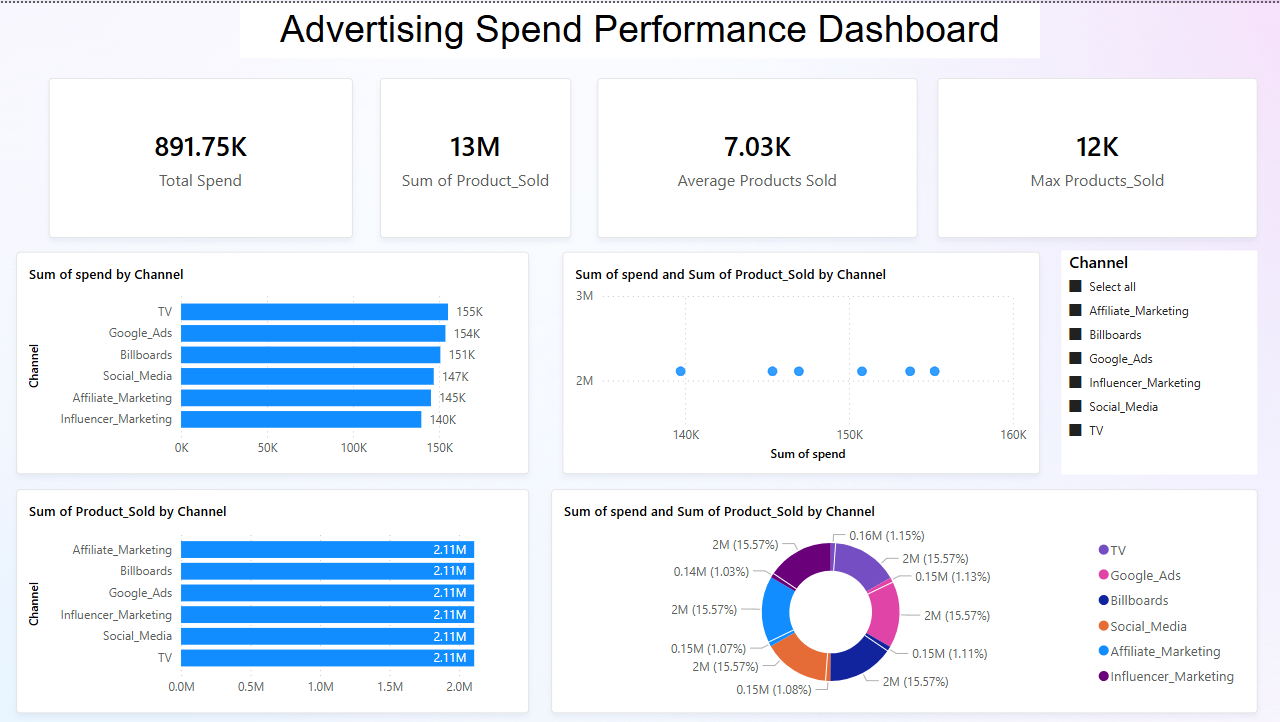 Advertising Spend Performance Dashboard
891.75K
Total Spend
13M
Sum of Product_Sold
7.03K
Average Products Sold
12K
Max Products_Sold
Sum of spend by Channel
Channel
TV 155K
Google_Ads 154K
Billboards 151K
Social_Media 147K
Affiliate_Marketing 145K
Influencer_Marketing 140K
0K 50K 100K 150K
Sum of spend and Sum of Product_Sold by Channel
3M
2M
140K 150K 160K
Sum of spend
Channel
Select all
Affiliate_Marketing
Billboards
Google_Ads
Influencer_Marketing
Social_Media
TV
Sum of Product_Sold by Channel
Channel
Affiliate_Marketing 2.11M
Billboards 2.11M
Google_Ads 2.11M
Influencer_Marketing 2.11M
Social_Media 2.11M
TV 2.11M
0.0M 0.5M 1.0M 1.5M 2.0M
Sum of spend and Sum of Product_Sold by Channel
0.16M (1.15%)
2M (15.57%)
0.15M (1.13%)
2M (15.57%)
0.15M (1.11%)
2M (15.57%)
0.15M (1.08%)
2M (15.57%)
0.15M (1.07%)
2M (15.57%)
0.14M (1.03%)
2M (15.57%)
TV
Google_Ads
Billboards
Social_Media
Affiliate_Marketing
Influencer_Marketing